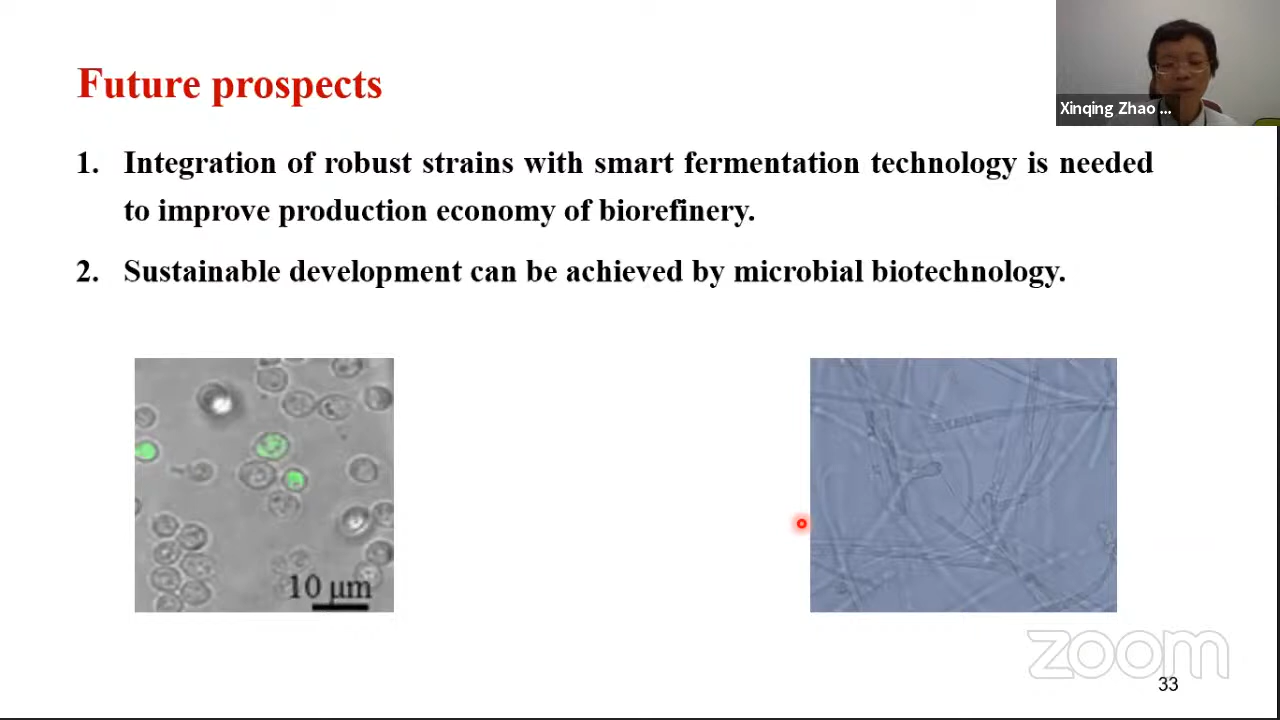 Future prospects
Xinqing Zhao ...
1. Integration of robust strains with smart fermentation technology is needed
to improve production economy of biorefinery.
2. Sustainable development can be achieved by microbial biotechnology.
10 μm
zoom
33